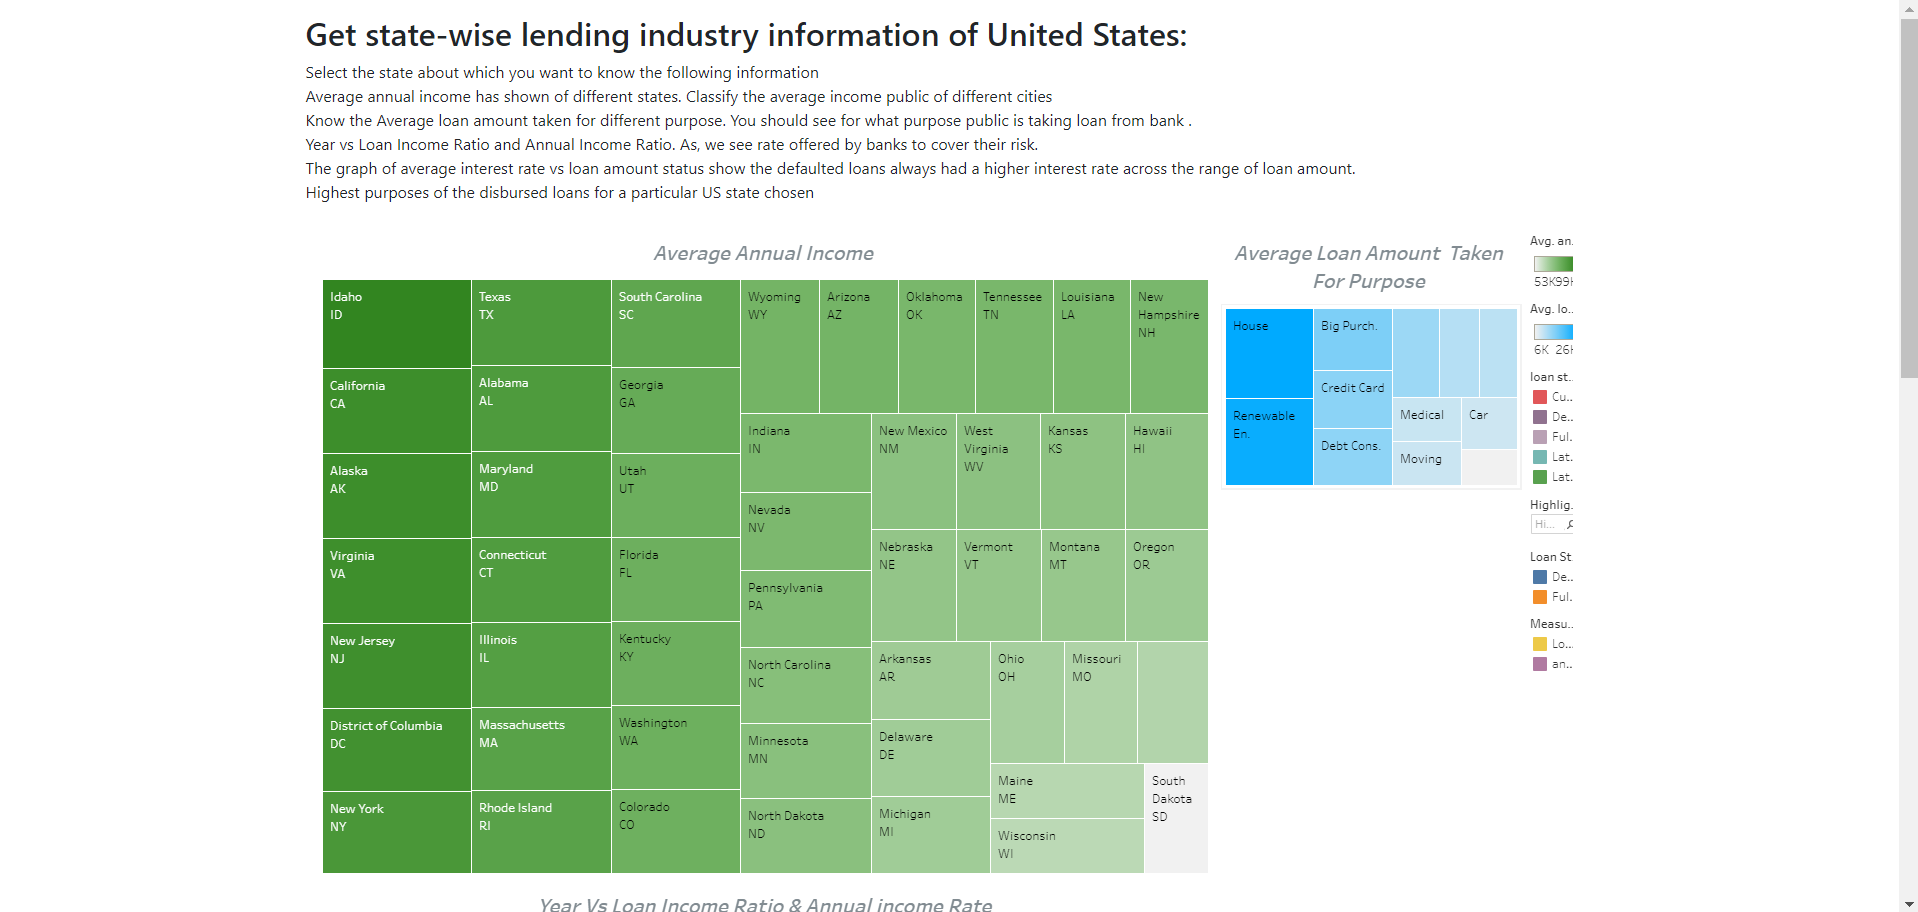 Get state-wise lending industry information of United States:
Select the state about which you want to know the following information
Average annual income has shown of different states. Classify the average income public of different cities
Know the Average loan amount taken for different purpose. You should see for what purpose public is taking loan from bank .
Year vs Loan Income Ratio and Annual Income Ratio. As, we see rate offered by banks to cover their risk.
The graph of average interest rate vs loan amount status show the defaulted loans always had a higher interest rate across the range of loan amount.
Highest purposes of the disbursed loans for a particular US state chosen
Average Annual Income
Idaho
ID
California
CA
Alaska
AK
Virginia
VA
New Jersey
NJ
District of Columbia
DC
New York
NY
Texas
TX
Alabama
AL
Maryland
MD
Connecticut
CT
Illinois
IL
Massachusetts
MA
Rhode Island
RI
South Carolina
SC
Georgia
GA
Utah
UT
Florida
FL
Kentucky
KY
Washington
WA
Colorado
CO
Wyoming
WY
Arizona
AZ
Oklahoma
OK
Tennessee
TN
Louisiana
LA
New
Hampshire
NH
Indiana
IN
Nevada
NV
Pennsylvania
PA
North Carolina
NC
Minnesota
MN
North Dakota
ND
New Mexico
NM
West
Virginia
WV
Kansas
KS
Hawaii
HI
Nebraska
NE
Vermont
VT
Montana
MT
Oregon
OR
Arkansas
AR
Delaware
DE
Michigan
MI
Ohio
OH
Missouri
MO
Maine
ME
Wisconsin
WI
South
Dakota
SD
Average Loan Amount Taken
For Purpose
House
Renewable
En.
Big Purch.
Credit Card
Debt Cons.
Medical
Moving
Car
Avg. an.
53K99
Avg. lo..
6K 26
loan st..
Cu..
De..
Ful..
Lat..
Lat..
Highlig.
Hi...
Loan St
De..
Ful..
Measu..
Lo...
an..
Year Vs Loan Income Ratio & Annual income Rate